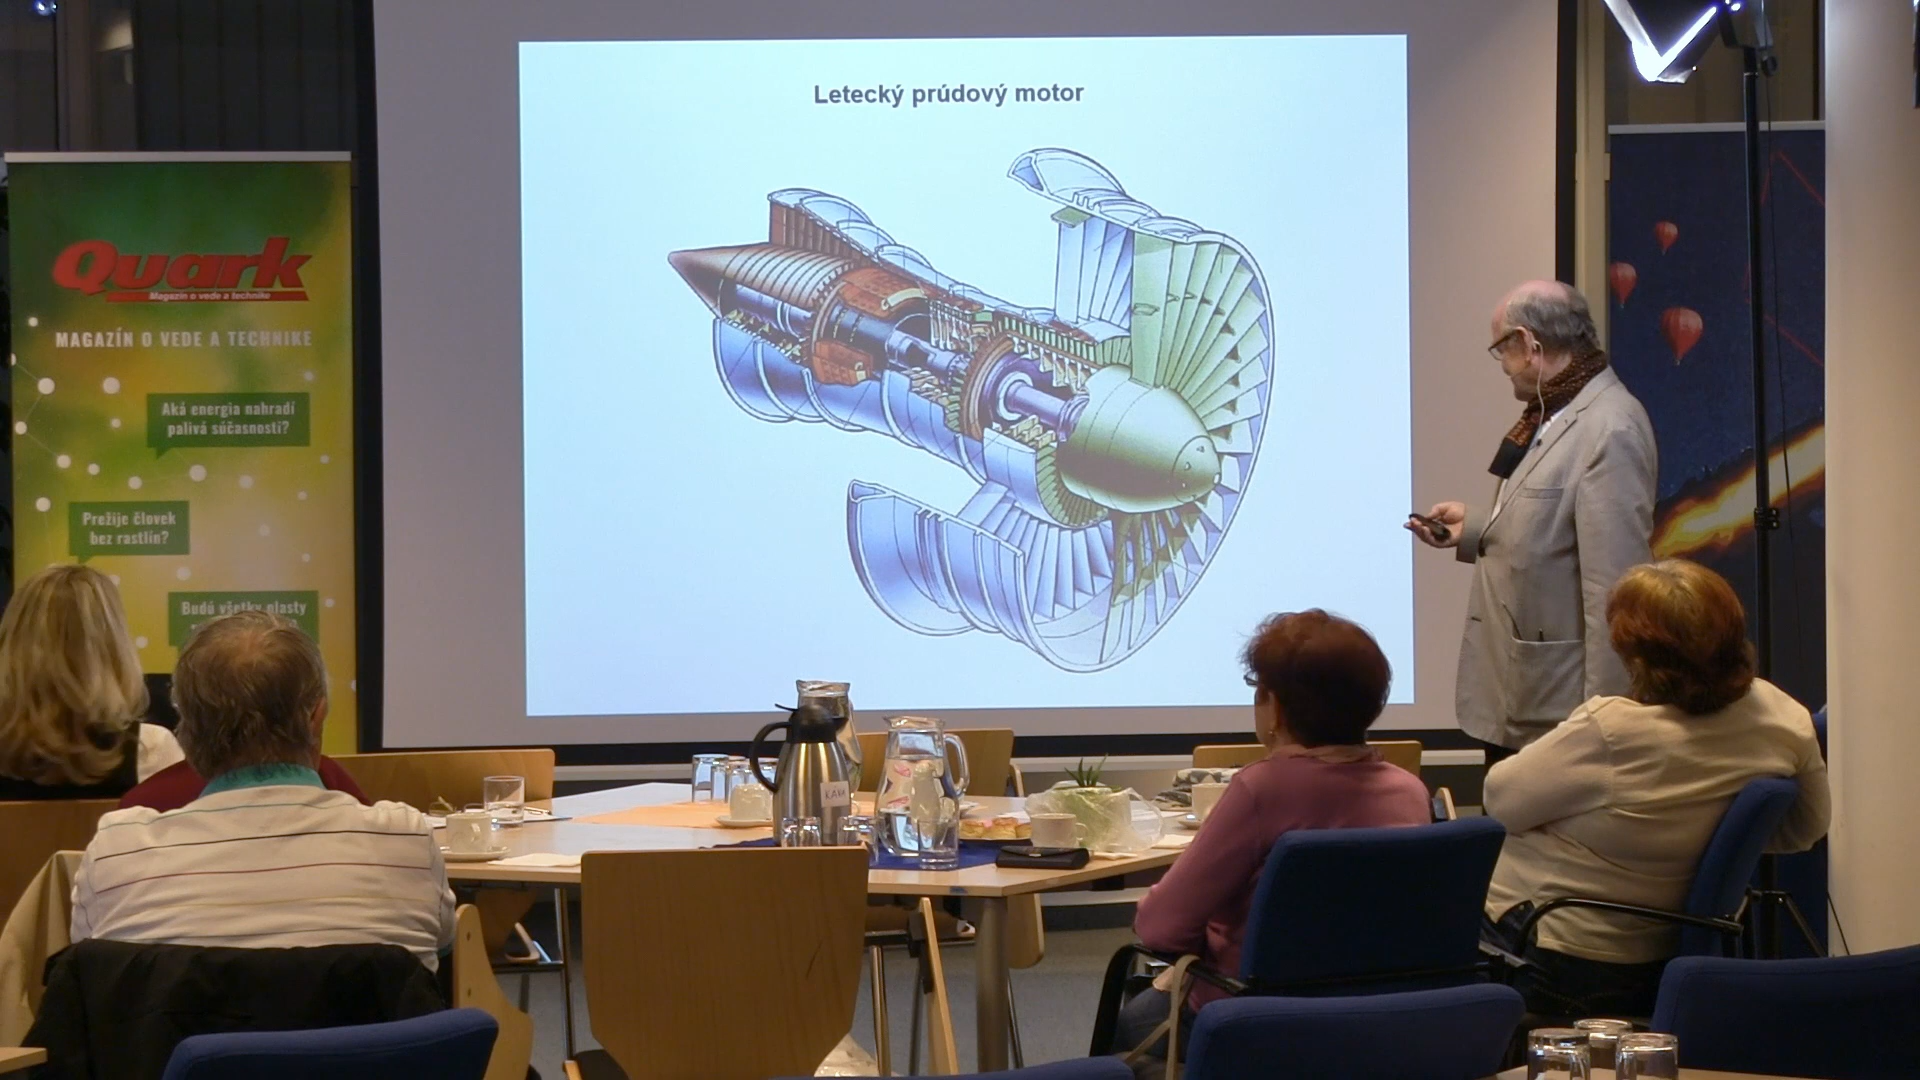 Letecký prúdový motor
Quark
Magazín o vede a technike
MAGAZÍN O VEDE A TECHNIKE
Aká energia nahradí
palivá súčasnosti?
Prežije človek
bez rastlín?
Budú všetky plasty
KAVA